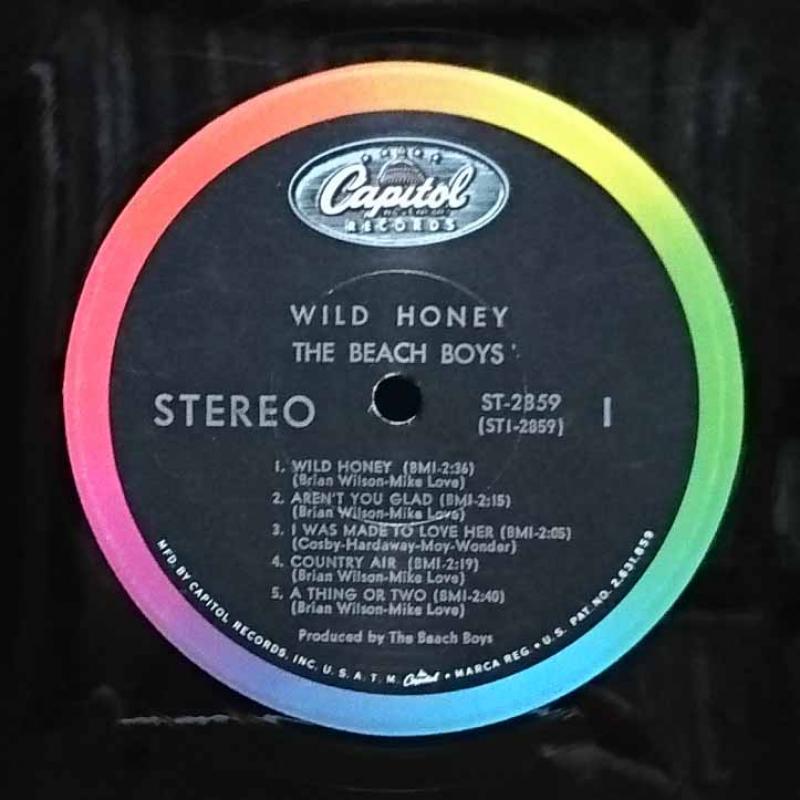 Capitol
RECORDS
WILD HONEY
THE BEACH BOYS
STEREO
ST-2859
(ST1-2859)
1
1. WILD HONEY (BMI-2:36)
(Brian Wilson-Mike Love)
2. AREN'T YOU GLAD (BMI-2:15)
(Brian Wilson-Mike Love)
3. I WAS MADE TO LOVE HER (BMI-2:05)
(Cosby-Hardaway-Moy-Wonder)
4. COUNTRY AIR (BMI-2:19)
(Brian Wilson-Mike Love)
5. A THING OR TWO (BMI-2:40)
(Brian Wilson-Mike Love)
Produced by The Beach Boys
MFD. BY CAPITOL RECORDS, INC. U. S. A. T. M. Capitol • MARCA REG. • U. S. PAT. NO. 2,631,859